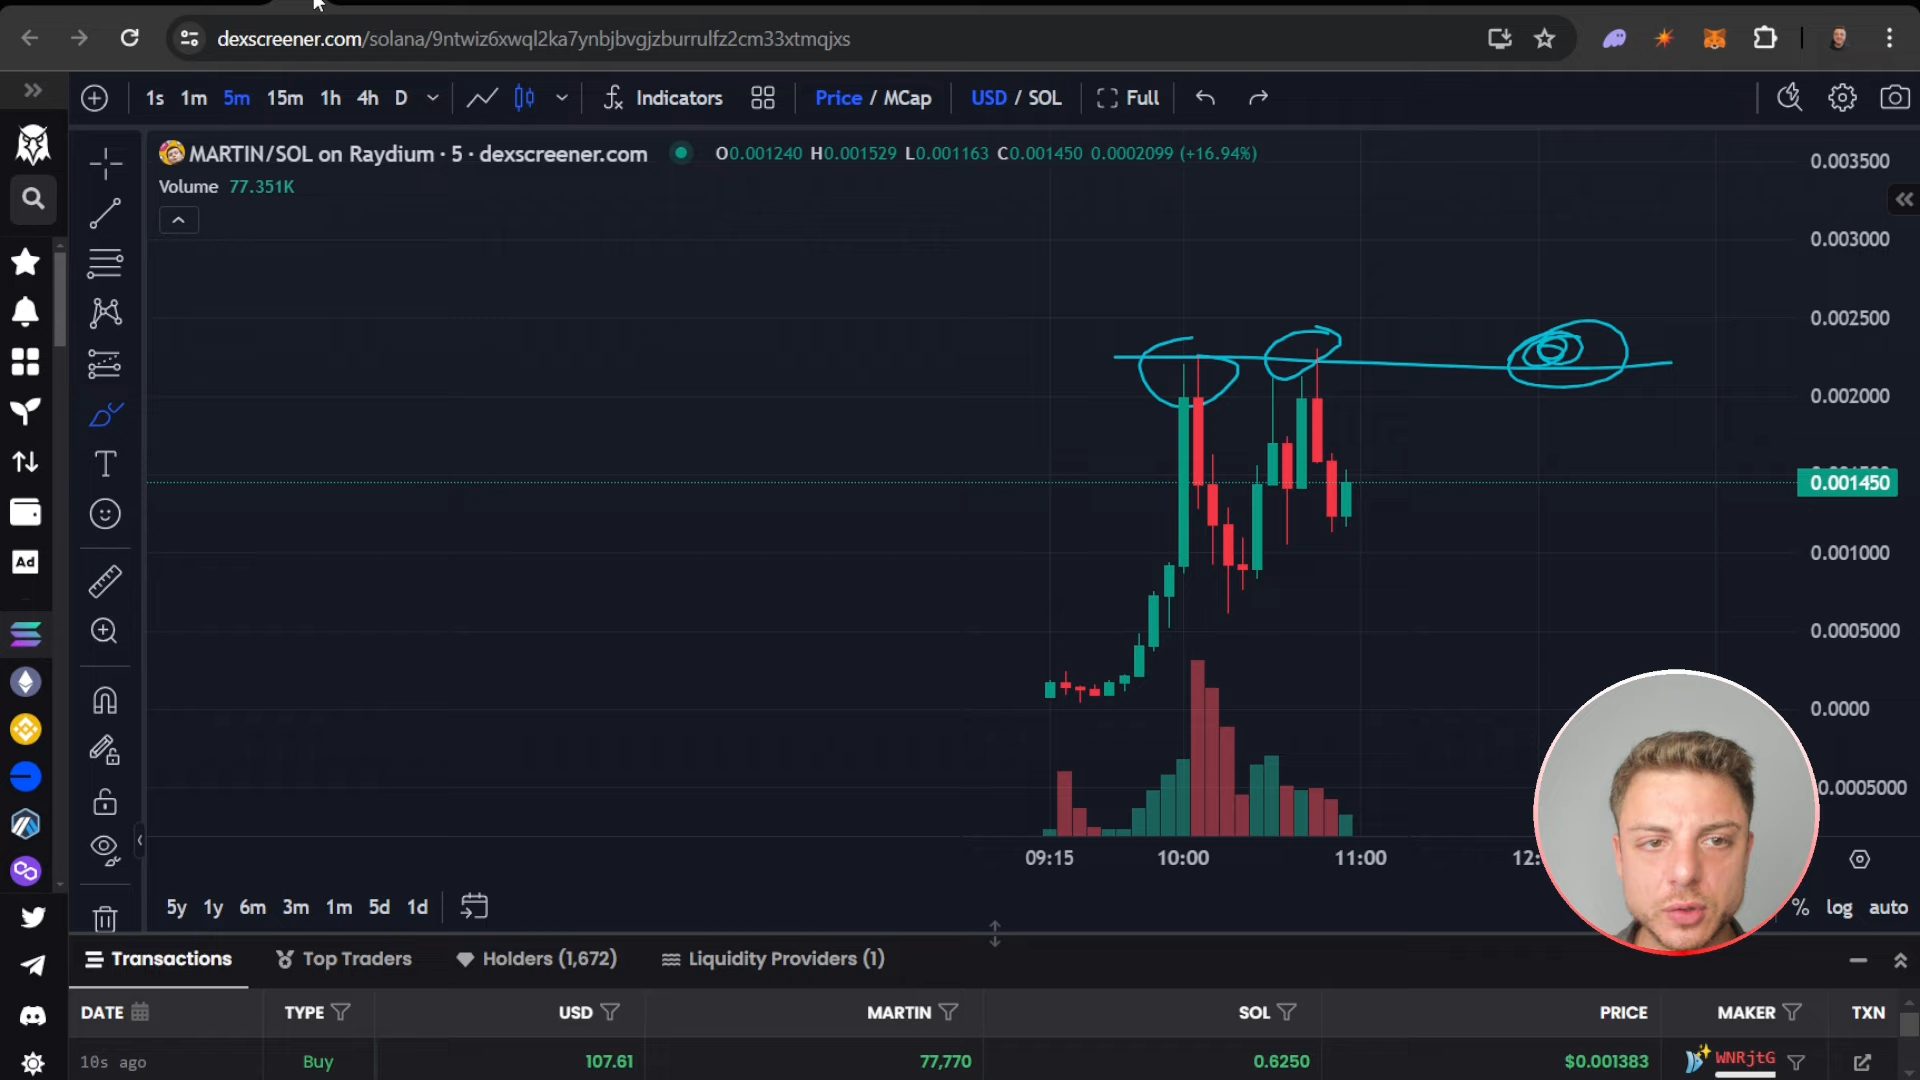 dexscreener.com/solana/9ntwiz6xwql2ka7ynbjbvgjzburrulfz2cm33xtmqjxs
1s 1m 5m 15m 1h 4h D Indicators Price / MCap USD / SOL Full
MARTIN/SOL on Raydium · 5 · dexscreener.com O0.001240 H0.001529 L0.001163 C0.001450 0.0002099 (+16.94%)
Volume 77.351K
0.003500
0.003000
0.002500
0.002000
0.001450
0.001000
0.0005000
0.0000
0.0005000
Ad
09:15 10:00 11:00 12:
5y 1y 6m 3m 1m 5d 1d % log auto
Transactions Top Traders Holders (1,672) Liquidity Providers (1)
DATE TYPE USD MARTIN SOL PRICE MAKER TXN
10s ago Buy 107.61 77,770 0.6250 $0.001383 WNRjtG